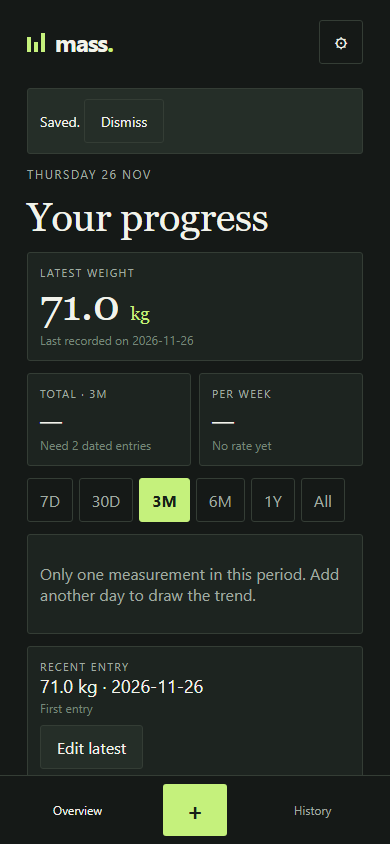 mass.
Saved. Dismiss
THURSDAY 26 NOV
Your progress
LATEST WEIGHT
71.0 kg
Last recorded on 2026-11-26
TOTAL · 3M
—
Need 2 dated entries
PER WEEK
—
No rate yet
7D 30D 3M 6M 1Y All
Only one measurement in this period. Add
another day to draw the trend.
RECENT ENTRY
71.0 kg · 2026-11-26
First entry
Edit latest
Overview + History